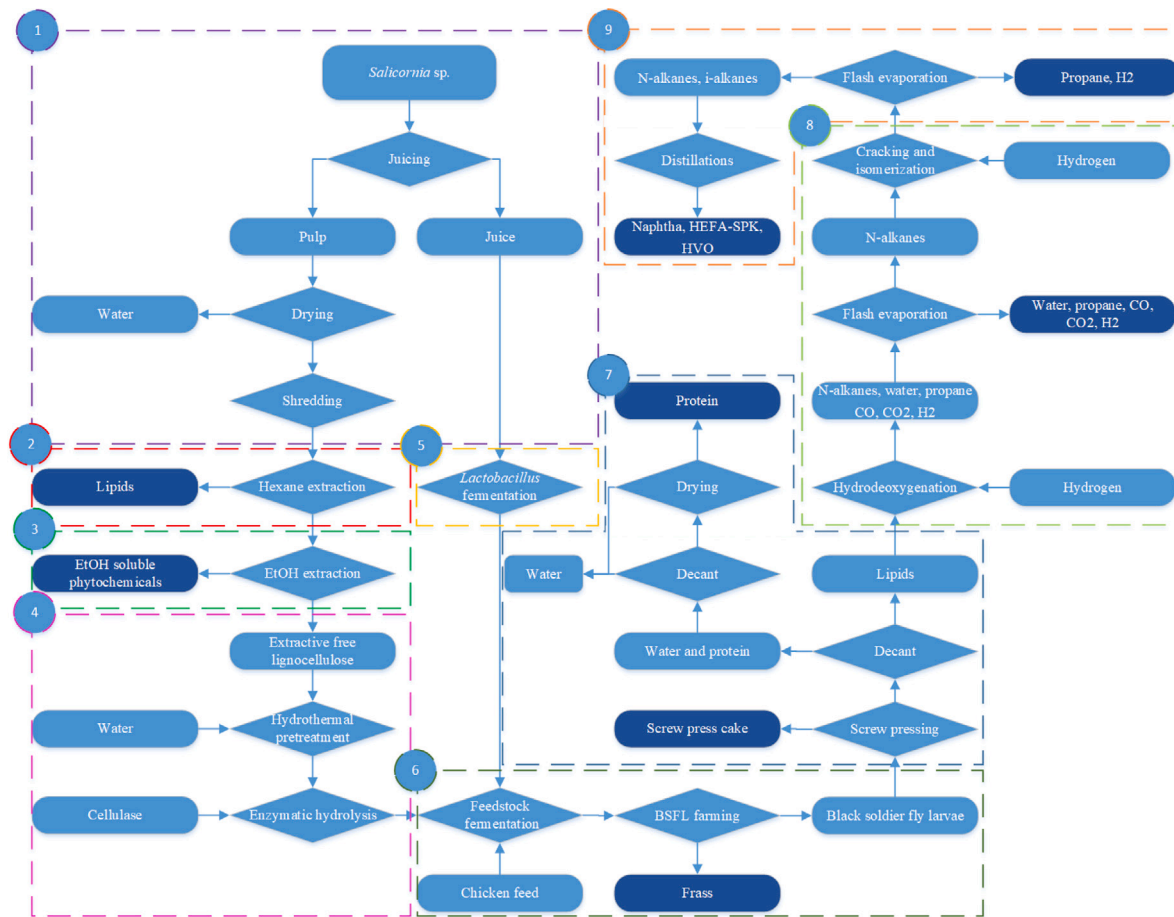 1
Salicornia sp.
Juicing
Pulp
Juice
Water
Drying
Shredding
2
Lipids
Hexane extraction
5
Lactobacillus
fermentation
3
EtOH soluble
phytochemicals
EtOH extraction
4
Extractive free
lignocellulose
Water
Hydrothermal
pretreatment
Cellulase
Enzymatic hydrolysis
6
Feedstock
fermentation
BSFL farming
Black soldier fly larvae
Chicken feed
Frass
7
Protein
Drying
Water
Decant
Lipids
Water and protein
Decant
Screw press cake
Screw pressing
8
Cracking and
isomerization
Hydrogen
N-alkanes
Flash evaporation
Water, propane, CO,
CO2, H2
N-alkanes, water, propane
CO, CO2, H2
Hydrodeoxygenation
Hydrogen
9
N-alkanes, i-alkanes
Flash evaporation
Propane, H2
Distillations
Naphtha, HEFA-SPK,
HVO